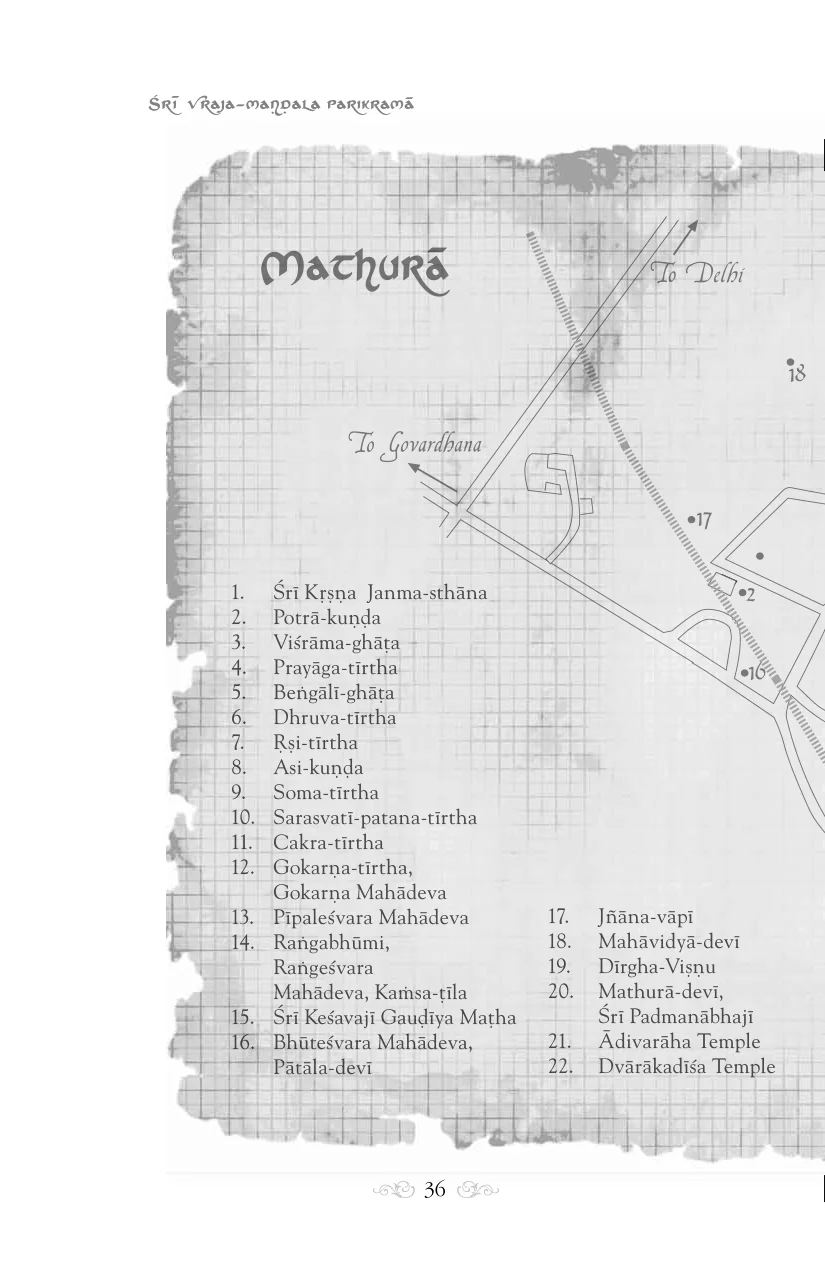 Śrī Vraja-maṇḍala Parikramā
Mathurā
To Delhi
18
To Govardhana
17
2
16
1. Śrī Kṛṣṇa Janma-sthāna
2. Potrā-kuṇḍa
3. Viśrāma-ghāṭa
4. Prayāga-tīrtha
5. Beṅgālī-ghāṭa
6. Dhruva-tīrtha
7. Ṛṣi-tīrtha
8. Asi-kuṇḍa
9. Soma-tīrtha
10. Sarasvatī-patana-tīrtha
11. Cakra-tīrtha
12. Gokarṇa-tīrtha,
Gokarṇa Mahādeva
13. Pīpaleśvara Mahādeva
14. Raṅgabhūmi,
Raṅgeśvara
Mahādeva, Kaṁsa-ṭīla
15. Śrī Keśavajī Gauḍīya Maṭha
16. Bhūteśvara Mahādeva,
Pātāla-devī
17. Jñāna-vāpī
18. Mahāvidyā-devī
19. Dīrgha-Viṣṇu
20. Mathurā-devī,
Śrī Padmanābhajī
21. Ādivarāha Temple
22. Dvārākadīśa Temple
36